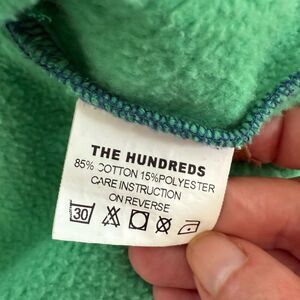 THE HUNDREDS
85% COTTON 15%POLYESTER
CARE INSTRUCTION
ON REVERSE
30